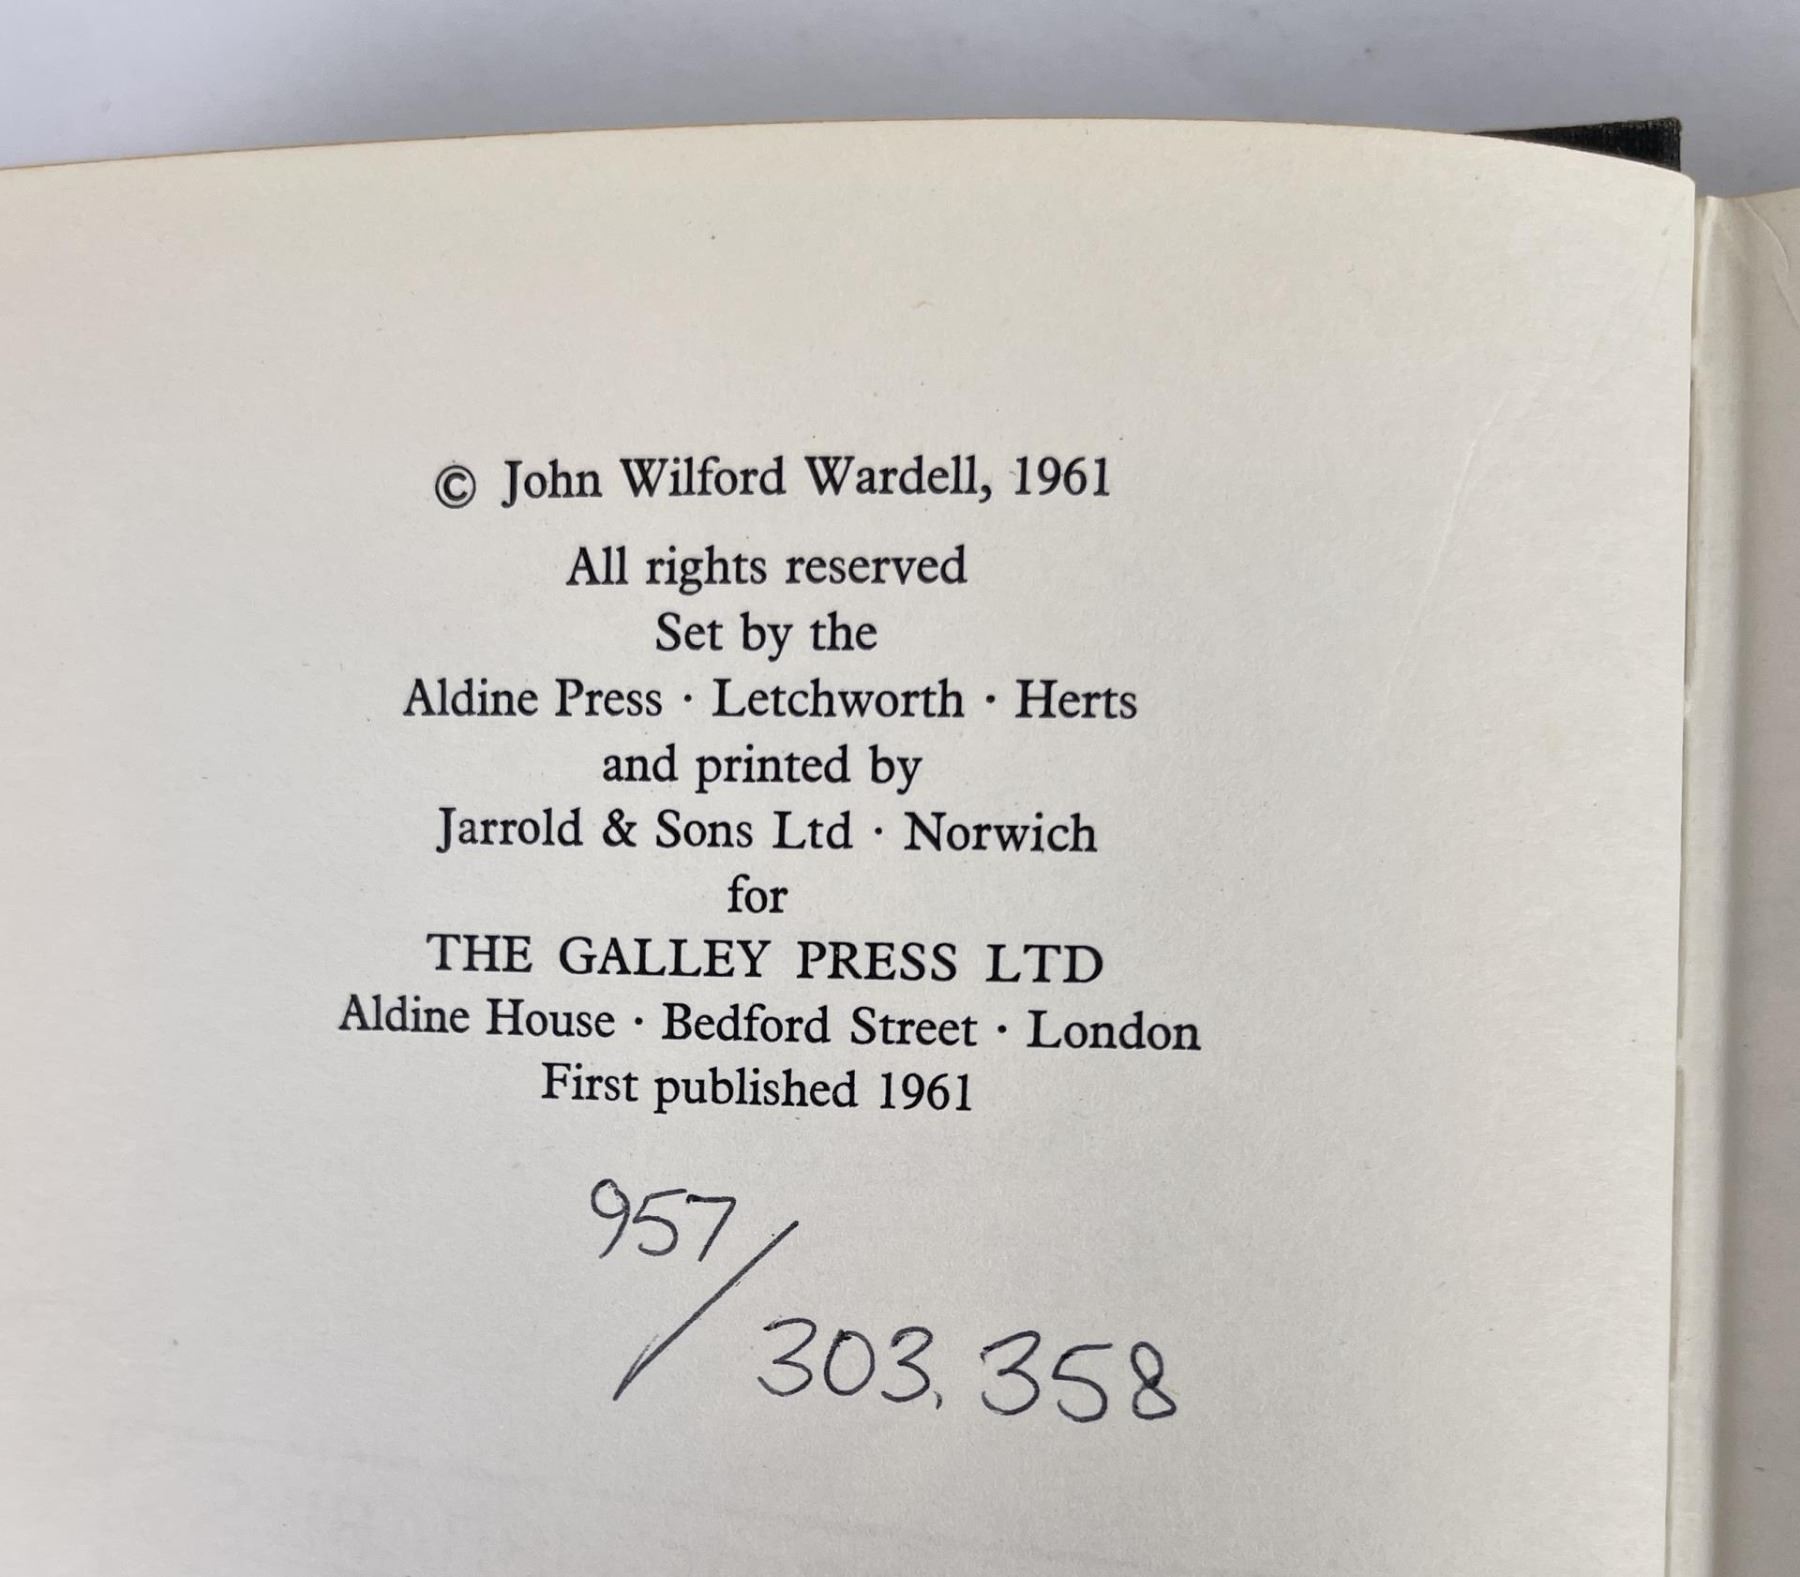 © John Wilford Wardell, 1961
All rights reserved
Set by the
Aldine Press · Letchworth · Herts
and printed by
Jarrold & Sons Ltd · Norwich
for
THE GALLEY PRESS LTD
Aldine House · Bedford Street · London
First published 1961
957/
303,358